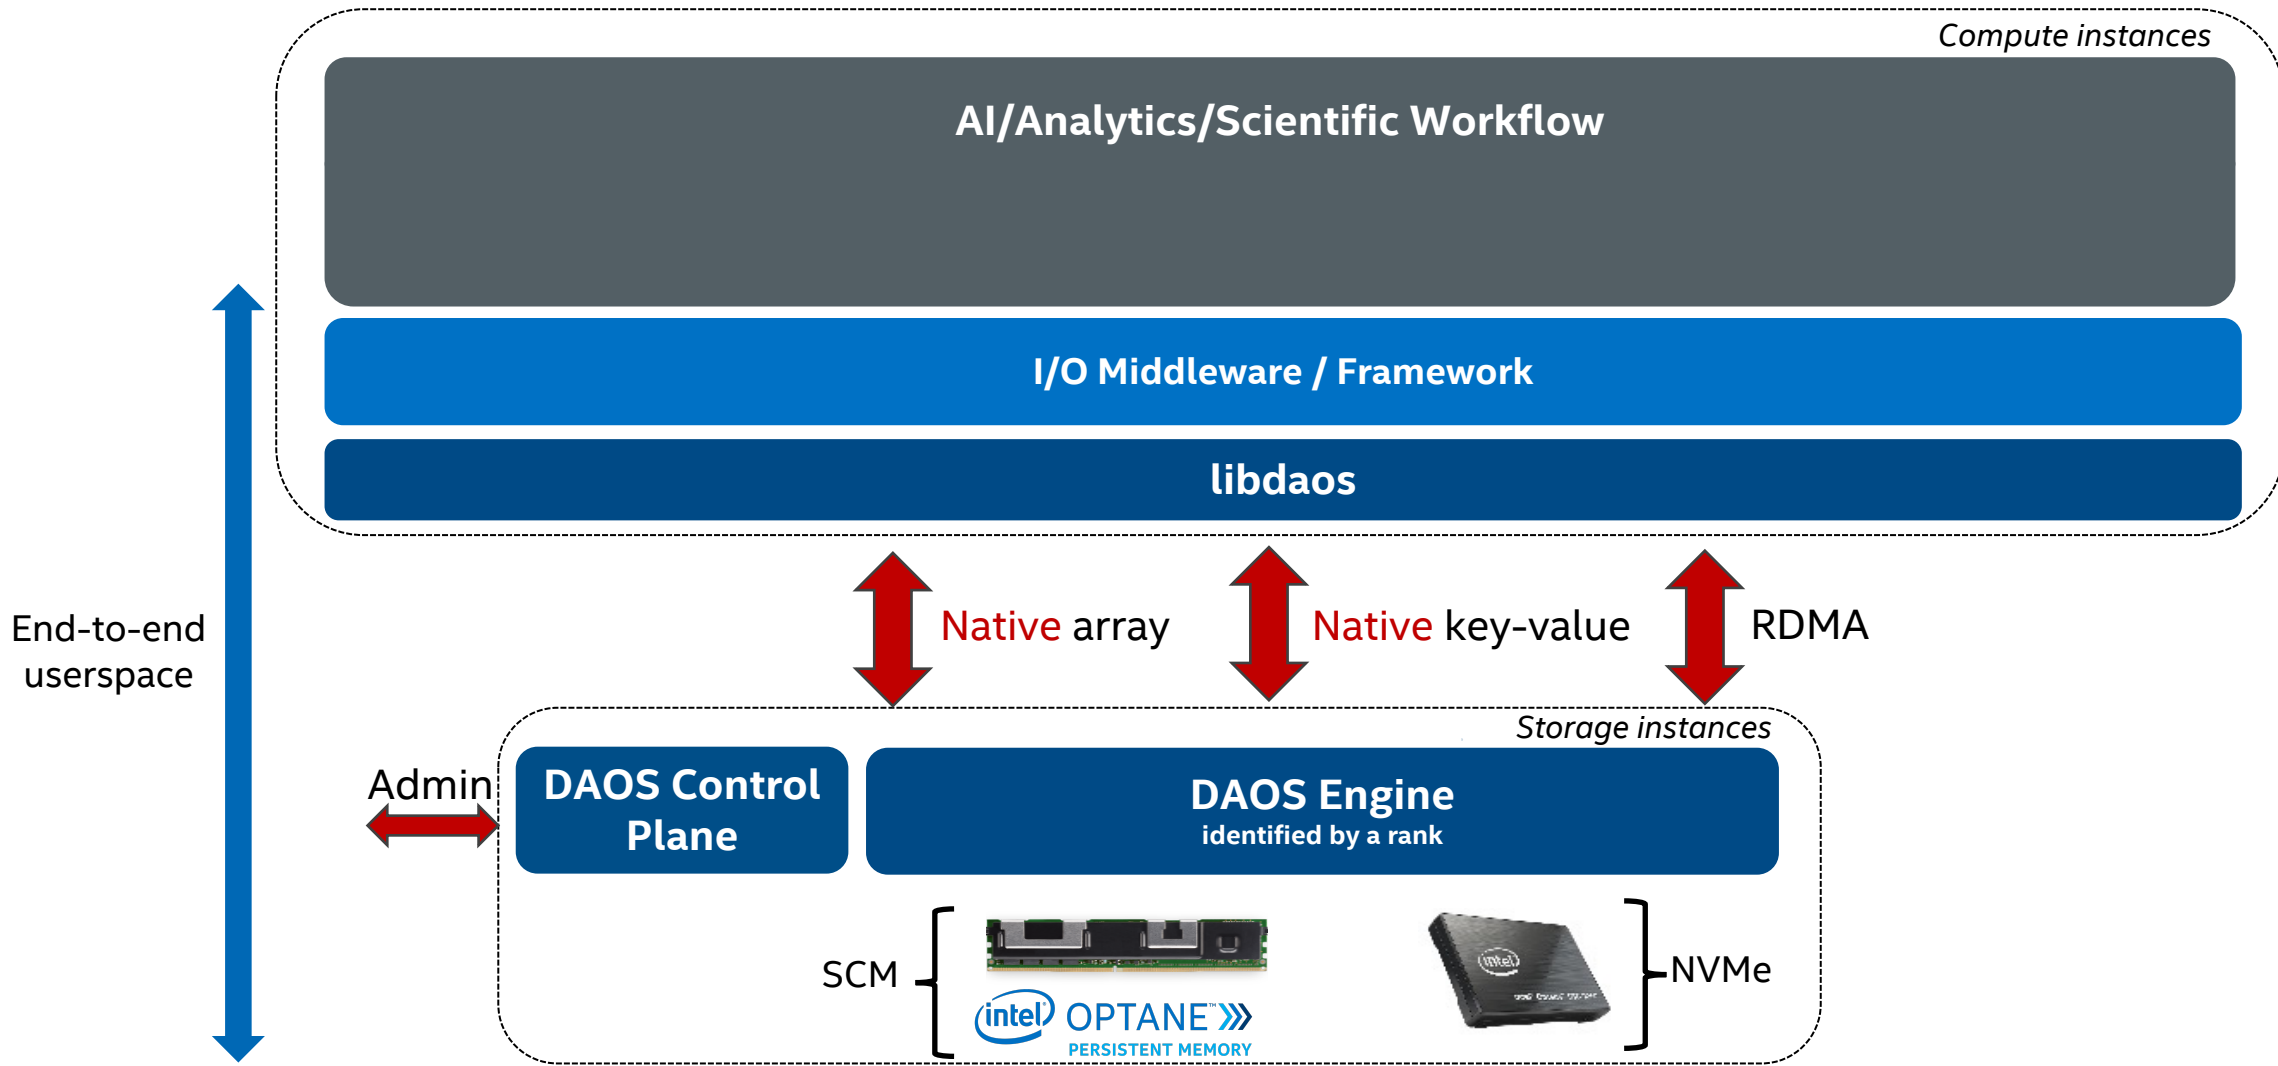 Compute instances
AI/Analytics/Scientific Workflow
I/O Middleware / Framework
libdaos
End-to-end
userspace
Native array
Native key-value
RDMA
Storage instances
Admin
DAOS Control
Plane
DAOS Engine
identified by a rank
SCM
intel OPTANE™
PERSISTENT MEMORY
intel
NVMe